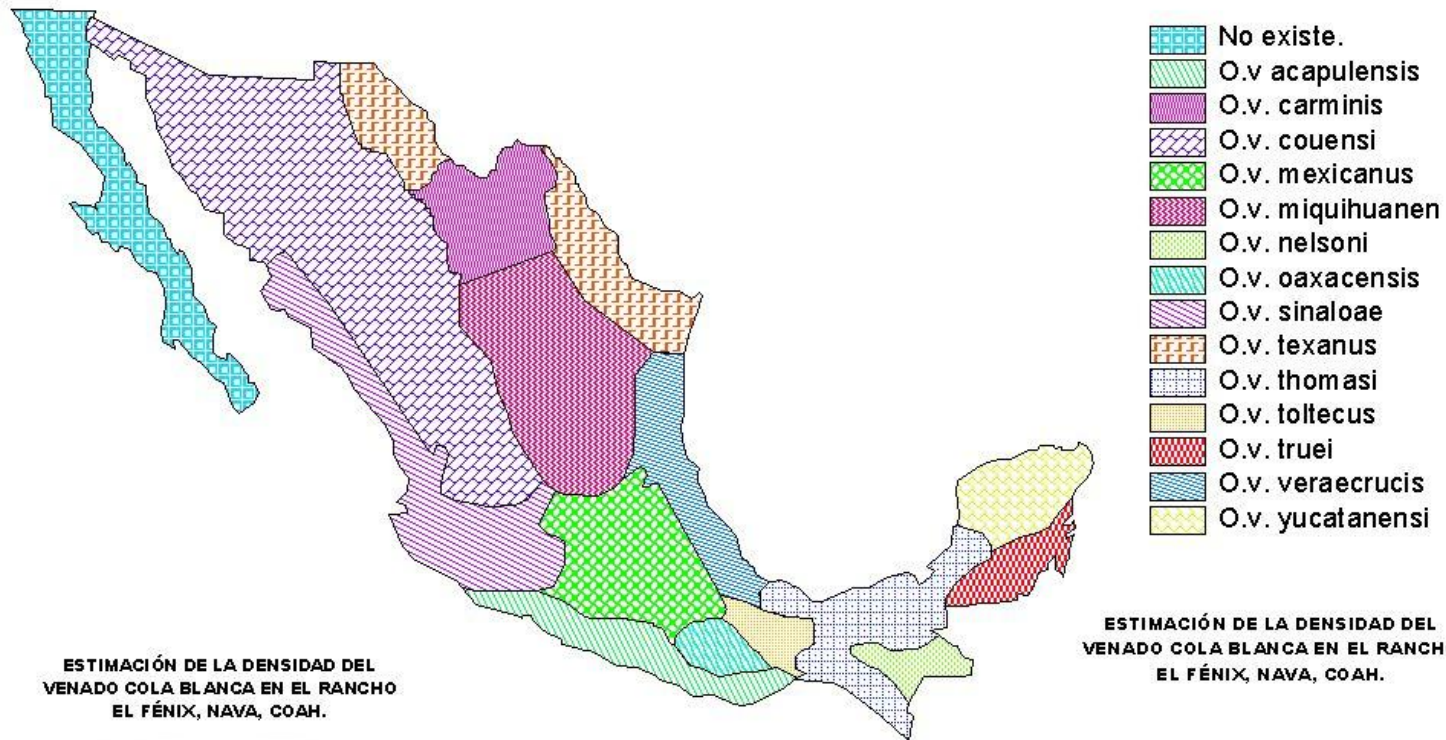 No existe.
O.v acapulensis
O.v. carminis
O.v. couensi
O.v. mexicanus
O.v. miquihuanen
O.v. nelsoni
O.v. oaxacensis
O.v. sinaloae
O.v. texanus
O.v. thomasi
O.v. toltecus
O.v. truei
O.v. veraecrucis
O.v. yucatanensi
ESTIMACIÓN DE LA DENSIDAD DEL
VENADO COLA BLANCA EN EL RANCHO
EL FÉNIX, NAVA, COAH.
ESTIMACIÓN DE LA DENSIDAD DEL
VENADO COLA BLANCA EN EL RANCH
EL FÉNIX, NAVA, COAH.